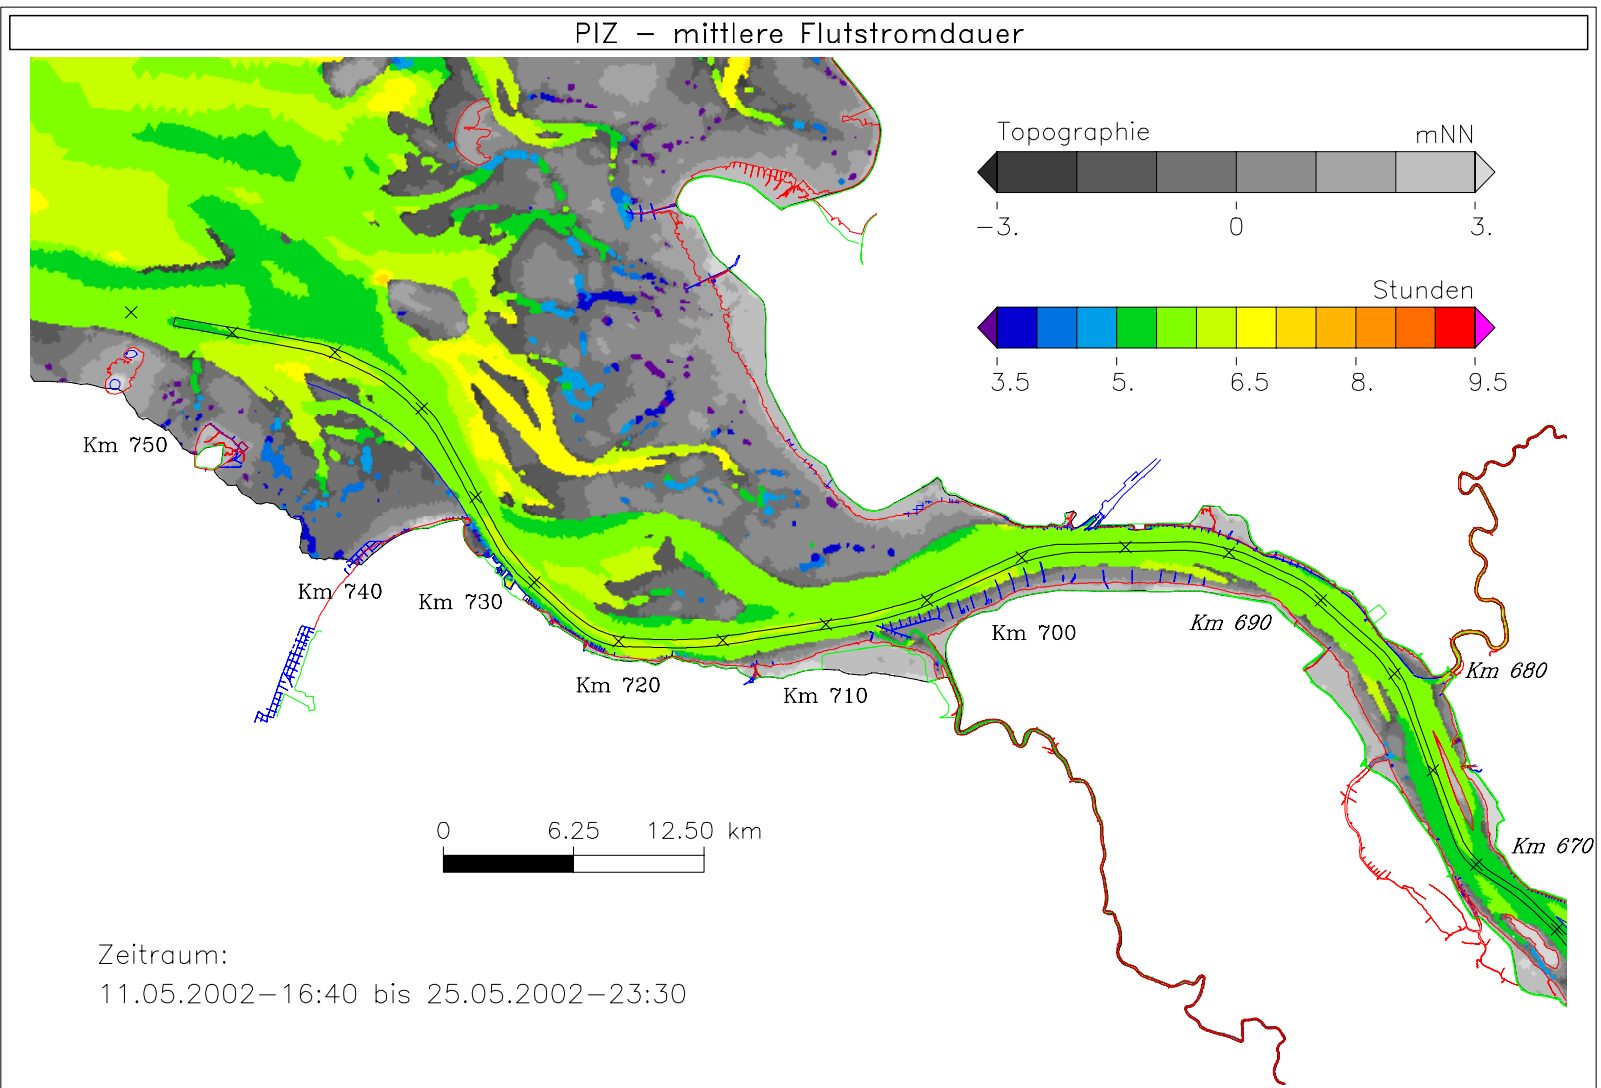 PIZ – mittlere Flutstromdauer
Topographie mNN
−3. 0 3.
Stunden
3.5 5. 6.5 8. 9.5
Km 750
Km 740
Km 730
Km 720
Km 710
Km 700
Km 690
Km 680
Km 670
0 6.25 12.50 km
Zeitraum:
11.05.2002−16:40 bis 25.05.2002−23:30